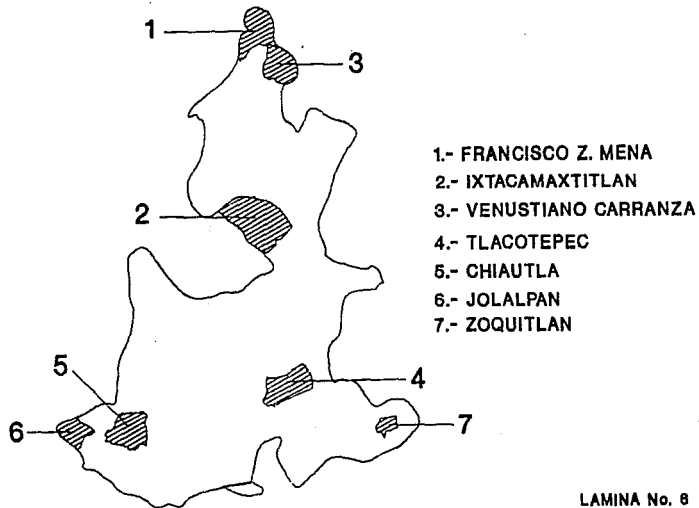 1
3
2
5
4
6
7
1.- FRANCISCO Z. MENA
2.- IXTACAMAXTITLAN
3.- VENUSTIANO CARRANZA
4.- TLACOTEPEC
5.- CHIAUTLA
6.- JOLALPAN
7.- ZOQUITLAN
LAMINA No. 6